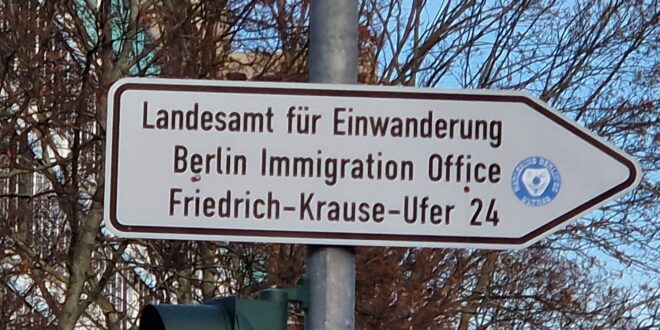 Landesamt für Einwanderung
Berlin Immigration Office
Friedrich-Krause-Ufer 24